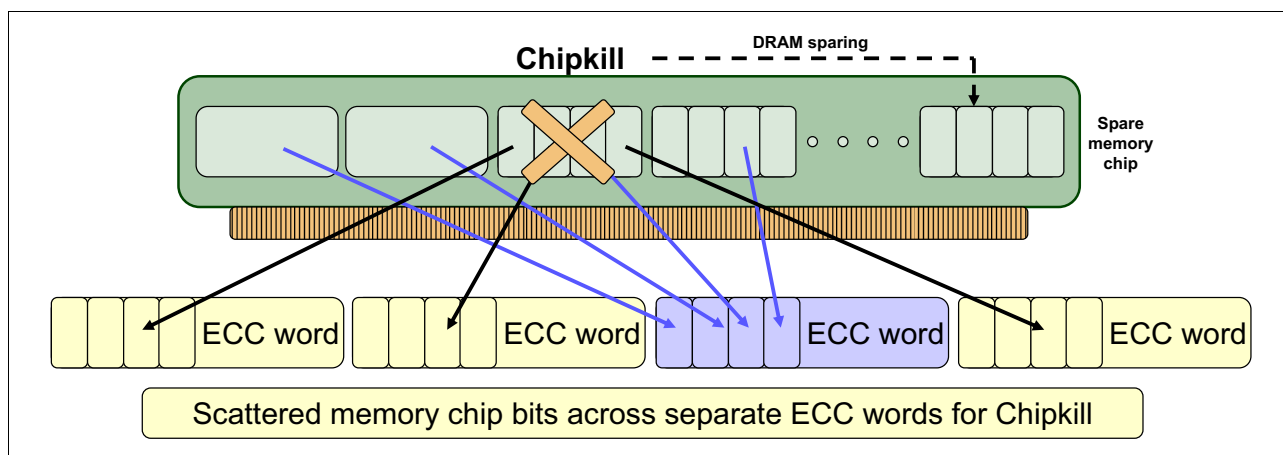 DRAM sparing
Chipkill
Spare
memory
chip
ECC word
ECC word
ECC word
ECC word
Scattered memory chip bits across separate ECC words for Chipkill